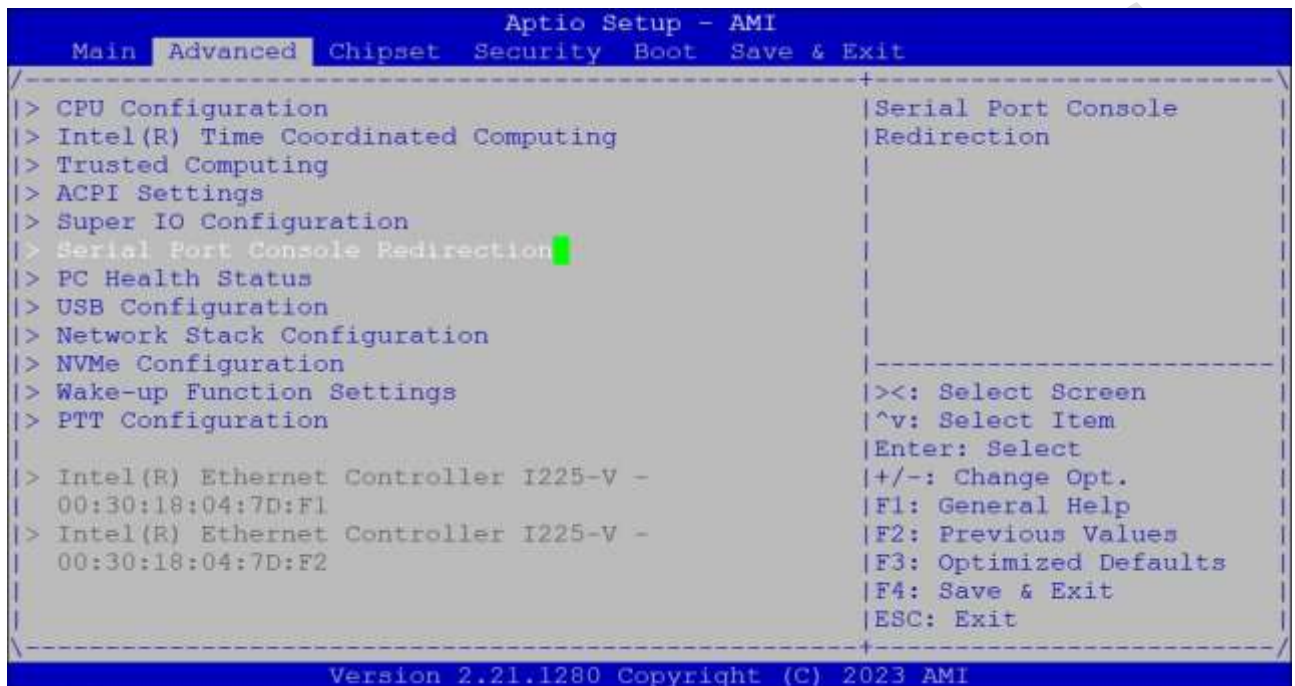 Aptio Setup - AMI
Main Advanced Chipset Security Boot Save & Exit
/----------------------------------------------------+--------------------------\
|> CPU Configuration |Serial Port Console |
|> Intel(R) Time Coordinated Computing |Redirection |
|> Trusted Computing | |
|> ACPI Settings | |
|> Super IO Configuration | |
|> Serial Port Console Redirection | |
|> PC Health Status | |
|> USB Configuration | |
|> Network Stack Configuration | |
|> NVMe Configuration |--------------------------|
|> Wake-up Function Settings |><: Select Screen |
|> PTT Configuration |^v: Select Item |
| |Enter: Select |
|> Intel(R) Ethernet Controller I225-V - |+/-: Change Opt. |
| 00:30:18:04:7D:F1 |F1: General Help |
|> Intel(R) Ethernet Controller I225-V - |F2: Previous Values |
| 00:30:18:04:7D:F2 |F3: Optimized Defaults |
| |F4: Save & Exit |
| |ESC: Exit |
\----------------------------------------------------+--------------------------/
Version 2.21.1280 Copyright (C) 2023 AMI